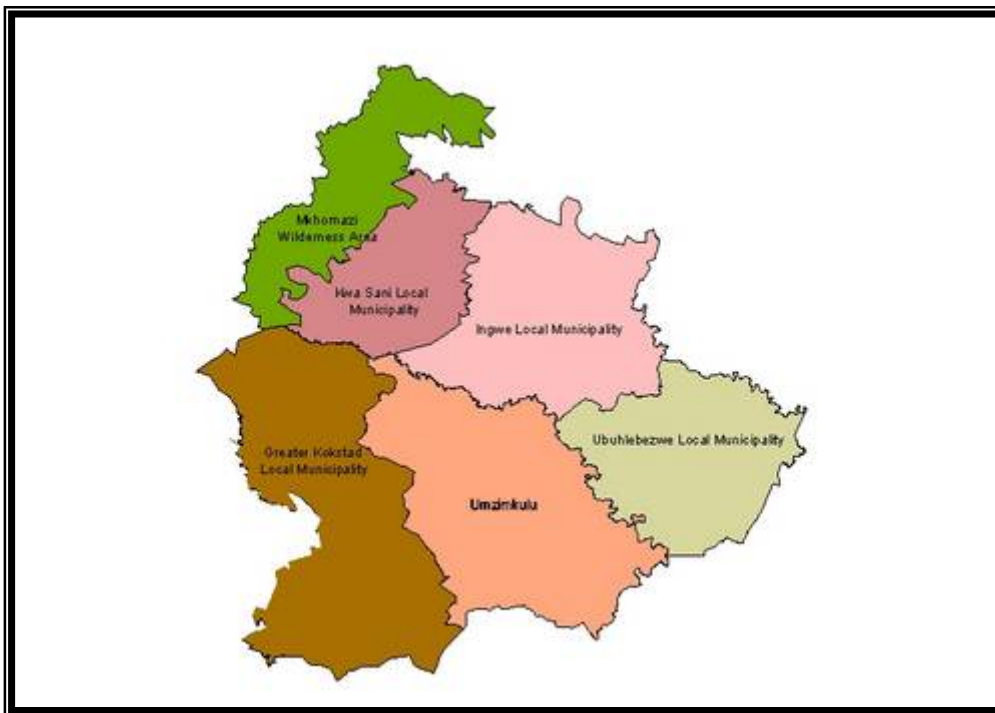 Mkhomazi
Wilderness Area
Kwa Sani Local
Municipality
Ingwe Local Municipality
Ubuhlebezwe Local Municipality
Greater Kokstad
Local Municipality
Umzimkulu